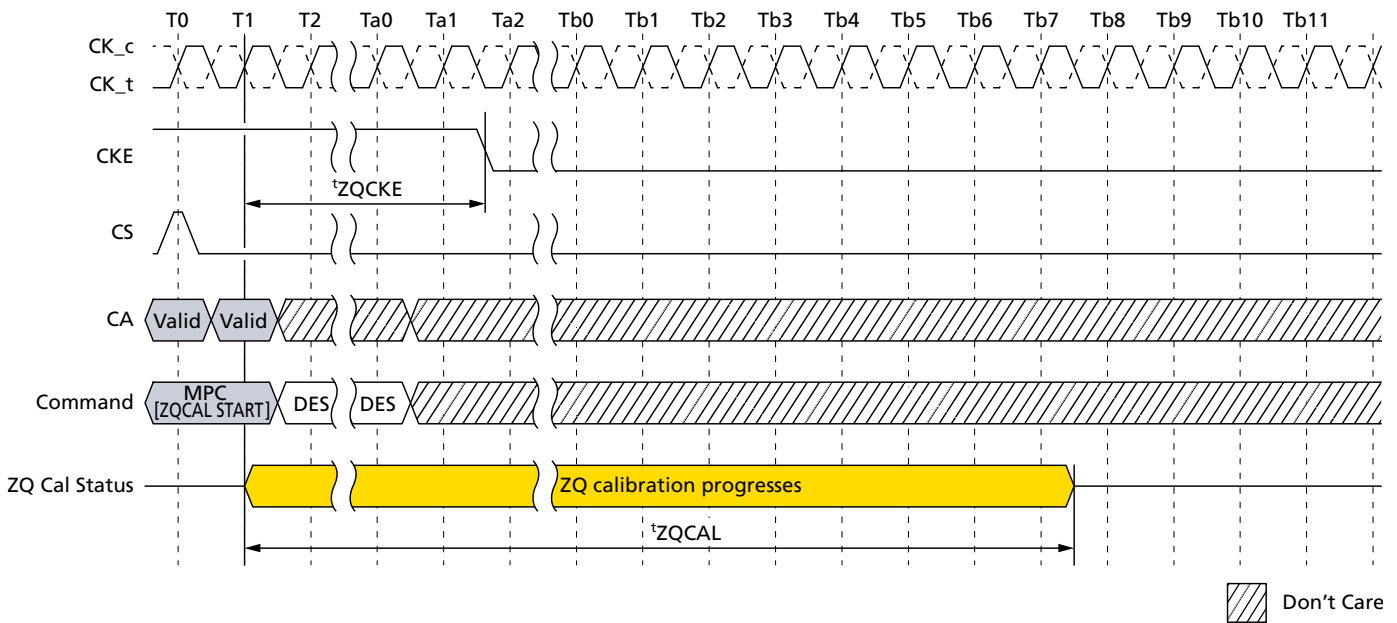 T0 T1 T2 Ta0 Ta1 Ta2 Tb0 Tb1 Tb2 Tb3 Tb4 Tb5 Tb6 Tb7 Tb8 Tb9 Tb10 Tb11
CK_c
CK_t
CKE
tZQCKE
CS
CA Valid Valid
Command MPC [ZQCAL START] DES DES
ZQ Cal Status ZQ calibration progresses
tZQCAL
Don't Care